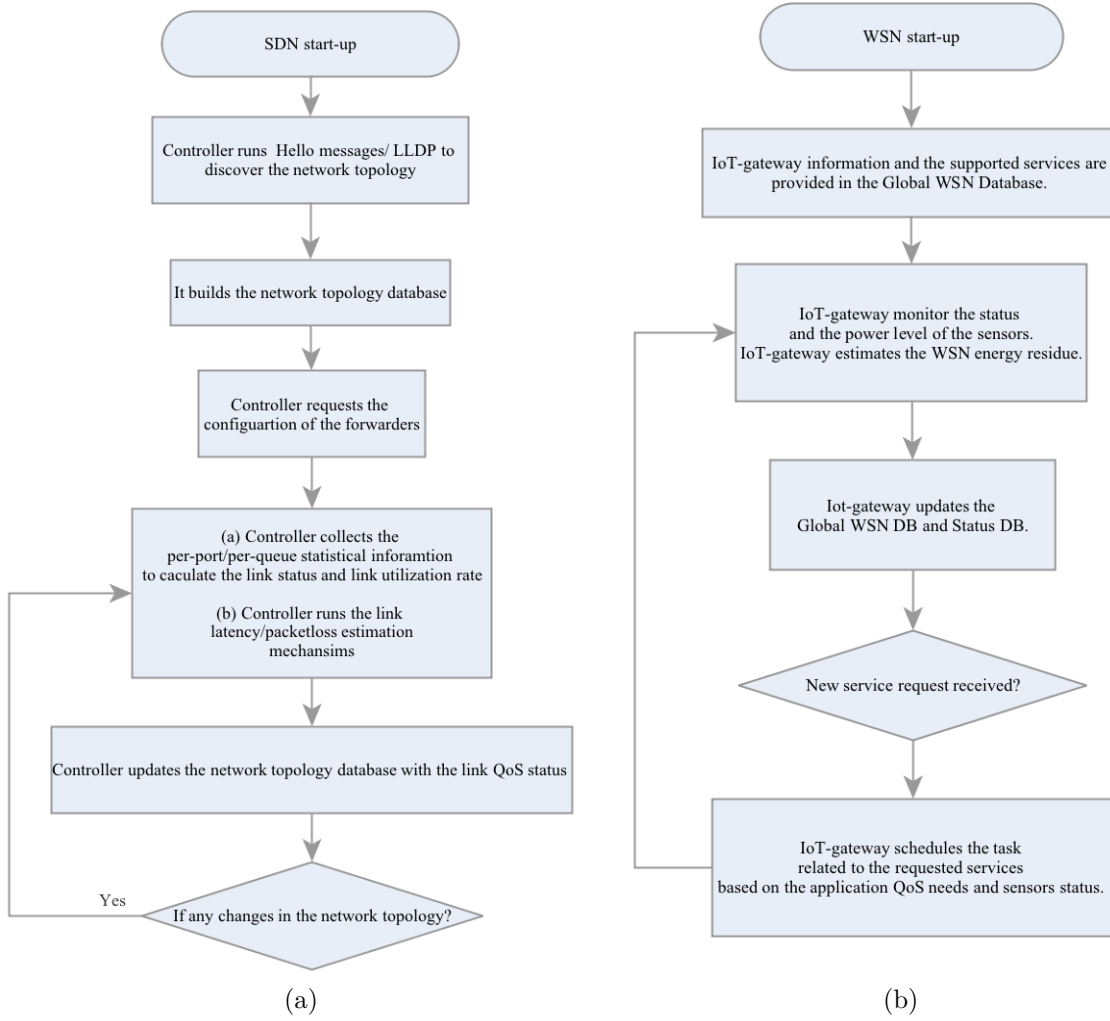 SDN start-up
Controller runs Hello messages/ LLDP to
discover the network topology
It builds the network topology database
Controller requests the
configuartion of the forwarders
(a) Controller collects the
per-port/per-queue statistical inforamtion
to caculate the link status and link utilization rate
(b) Controller runs the link
latency/packetloss estimation
mechansims
Controller updates the network topology database with the link QoS status
If any changes in the network topology?
Yes
(a)
WSN start-up
IoT-gateway information and the supported services are
provided in the Global WSN Database.
IoT-gateway monitor the status
and the power level of the sensors.
IoT-gateway estimates the WSN energy residue.
Iot-gateway updates the
Global WSN DB and Status DB.
New service request received?
IoT-gateway schedules the task
related to the requested services
based on the application QoS needs and sensors status.
(b)